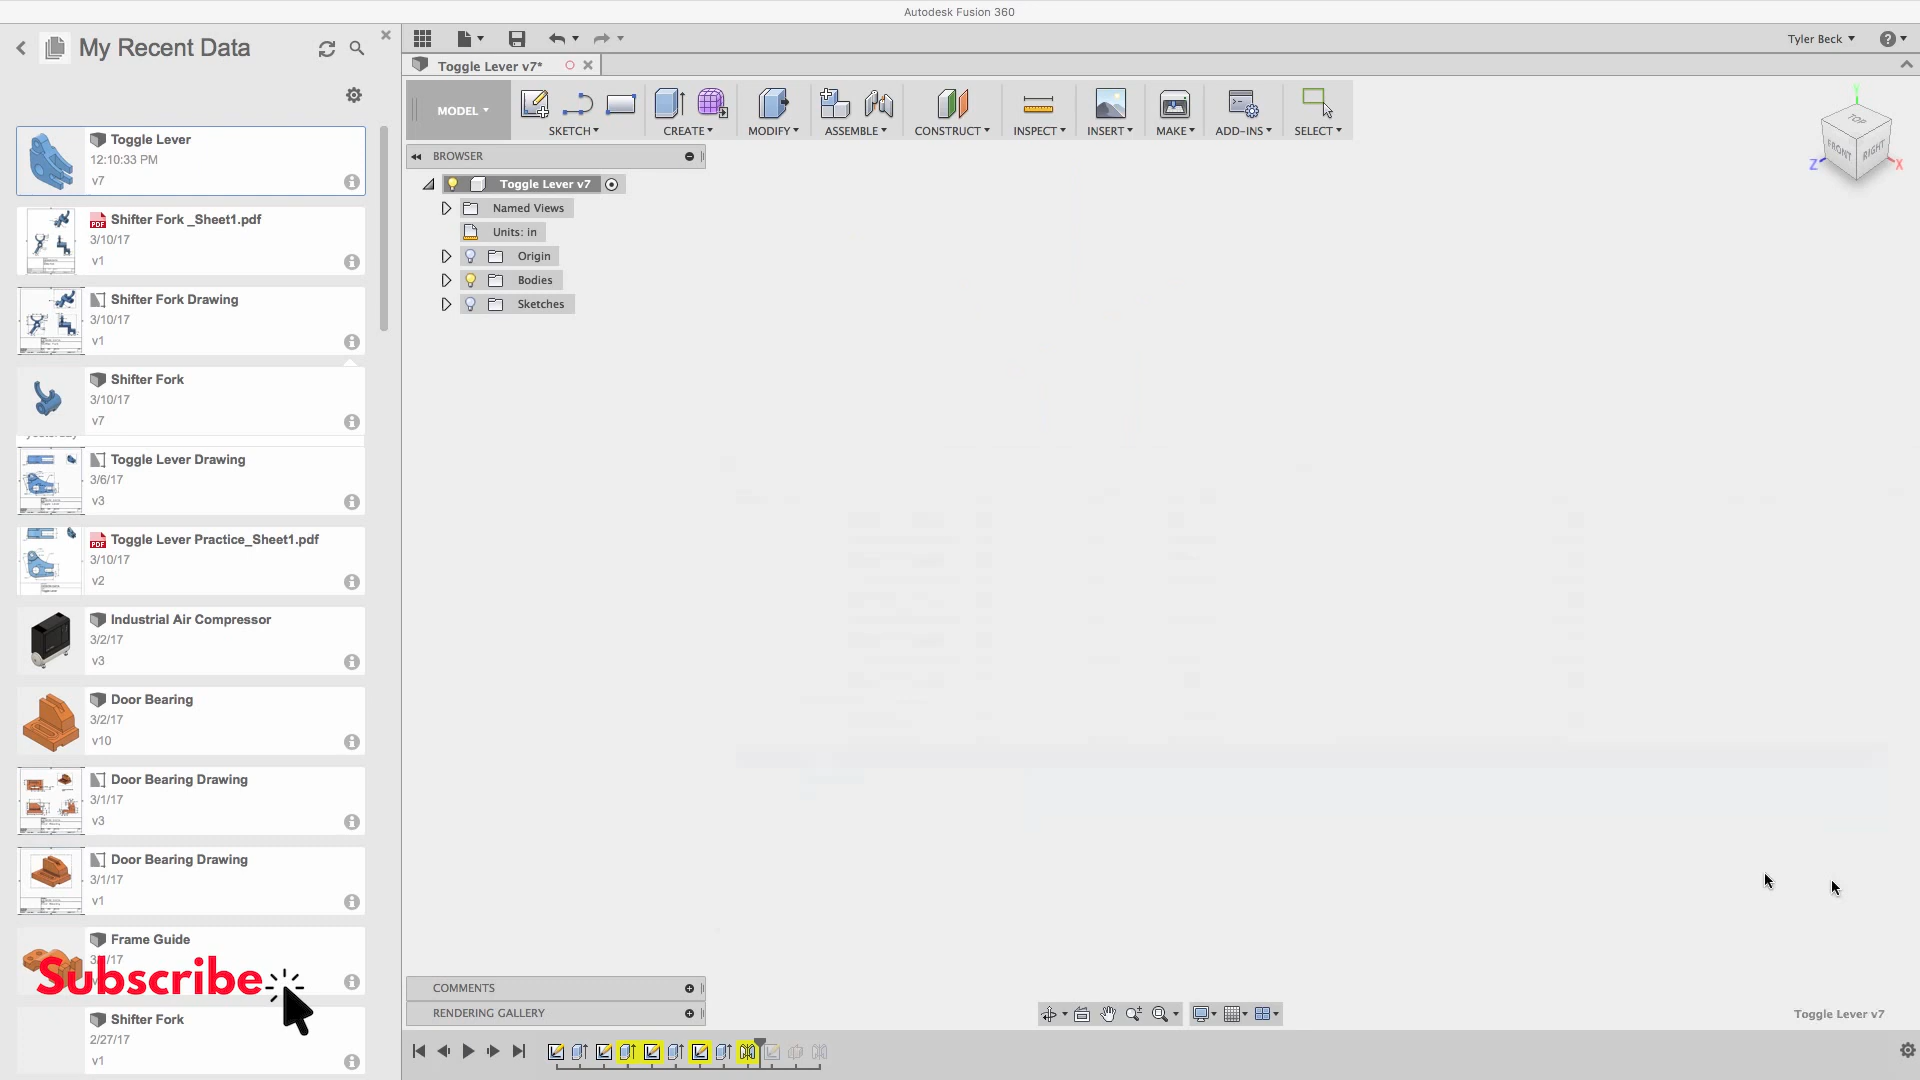 Autodesk Fusion 360
My Recent Data
Tyler Beck
Toggle Lever v7*
MODEL
SKETCH
CREATE
MODIFY
ASSEMBLE
CONSTRUCT
INSPECT
INSERT
MAKE
ADD-INS
SELECT
TOP
FRONT
RIGHT
Y
Z
X
BROWSER
Toggle Lever v7
Named Views
Units: in
Origin
Bodies
Sketches
Toggle Lever
12:10:33 PM
v7
PDF
Shifter Fork _Sheet1.pdf
3/10/17
v1
Shifter Fork Drawing
3/10/17
v1
Shifter Fork
3/10/17
v7
yesterday
Toggle Lever Drawing
3/6/17
v3
PDF
Toggle Lever Practice_Sheet1.pdf
3/10/17
v2
Industrial Air Compressor
3/2/17
v3
Door Bearing
3/2/17
v10
Door Bearing Drawing
3/1/17
v3
Door Bearing Drawing
3/1/17
v1
Frame Guide
Subscribe
Shifter Fork
2/27/17
v1
COMMENTS
RENDERING GALLERY
Toggle Lever v7